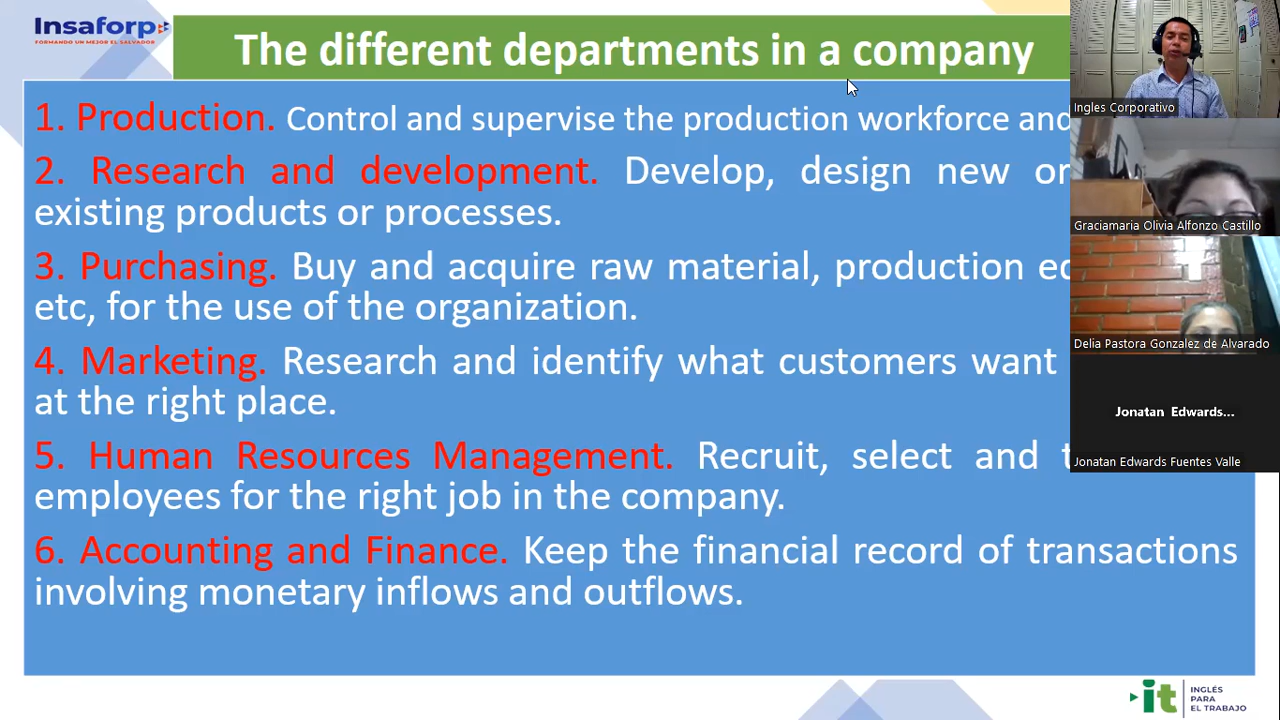 Insaforp
FORMANDO UN MEJOR EL SALVADOR
The different departments in a company
1. Production. Control and supervise the production workforce and
2. Research and development. Develop, design new or
existing products or processes.
3. Purchasing. Buy and acquire raw material, production
etc, for the use of the organization.
4. Marketing. Research and identify what customers want
at the right place.
5. Human Resources Management. Recruit, select and
employees for the right job in the company.
6. Accounting and Finance. Keep the financial record of transactions
involving monetary inflows and outflows.
Ingles Corporativo
Graciamaria Olivia Alfonzo Castillo
Delia Pastora Gonzalez de Alvarado
Jonatan Edwards...
Jonatan Edwards Fuentes Valle
it
INGLÉS
PARA
EL TRABAJO